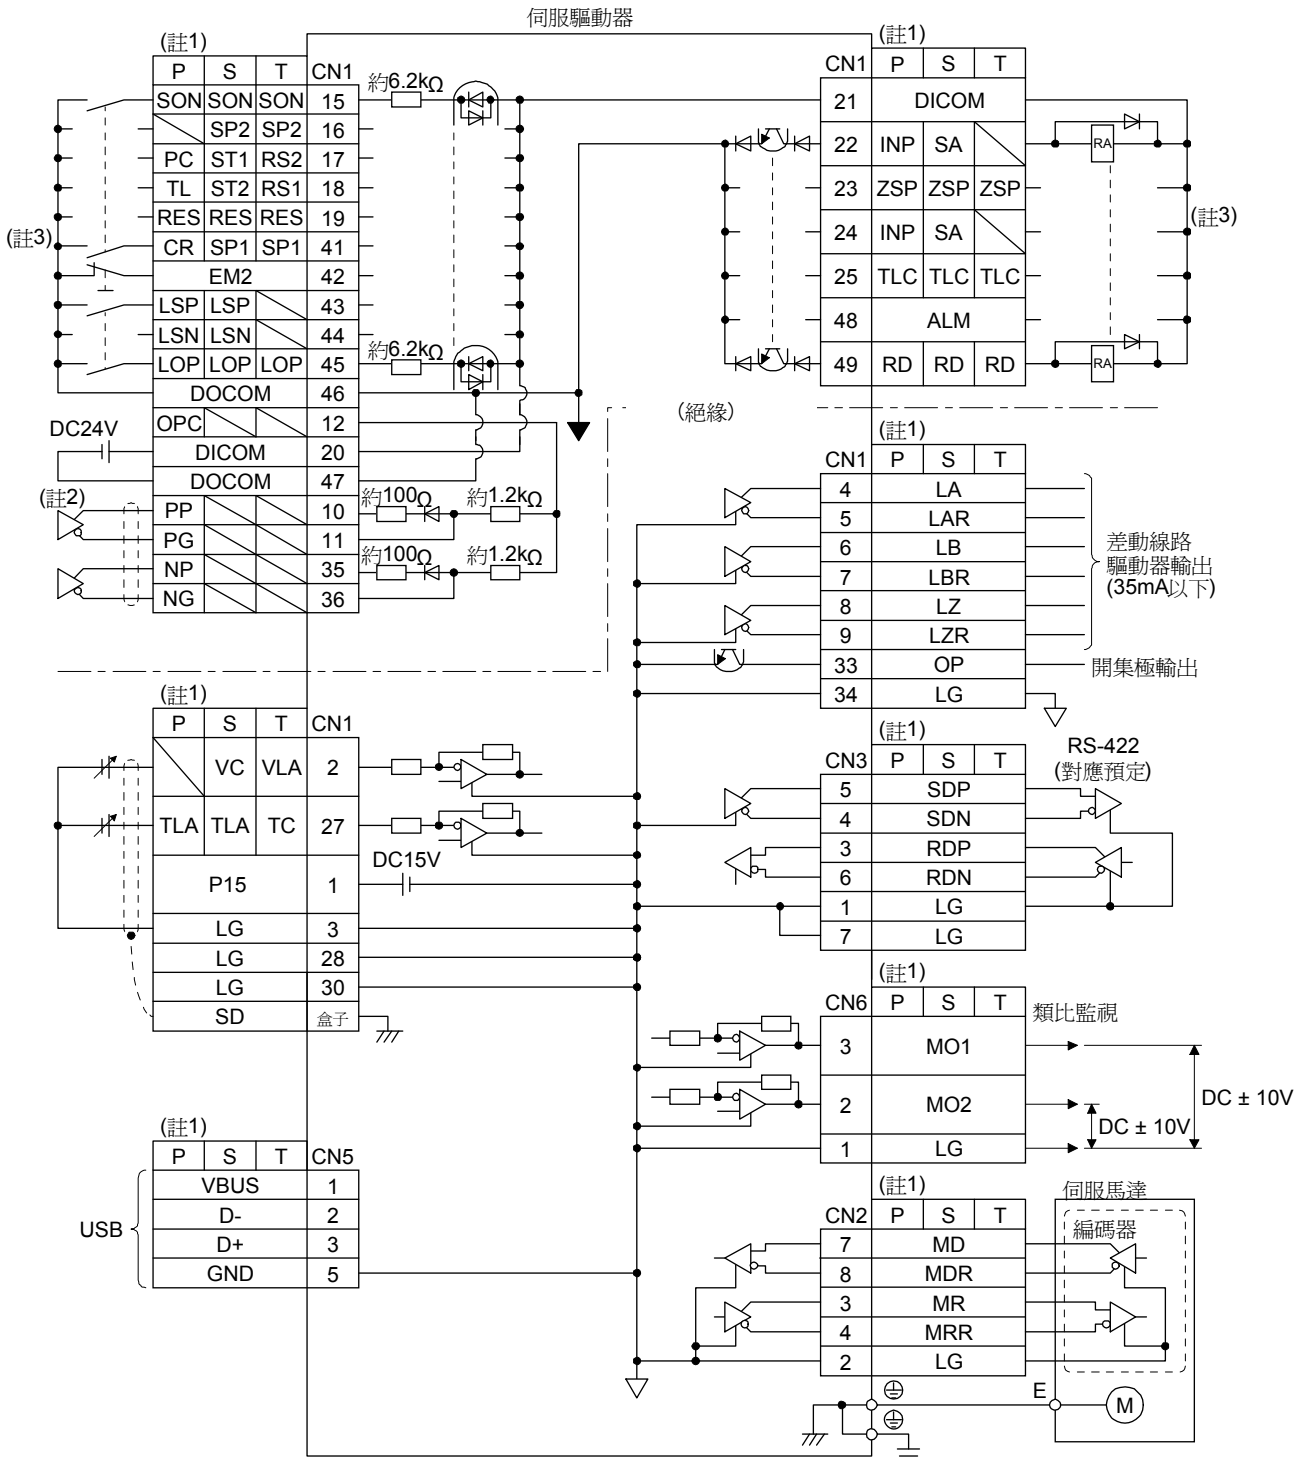 伺服驅動器
(註1)
P S T CN1
SON SON SON 15 約6.2kΩ
SP2 SP2 16
PC ST1 RS2 17
TL ST2 RS1 18
RES RES RES 19
(註3)
CR SP1 SP1 41
EM2 42
LSP LSP 43
LSN LSN 44
LOP LOP LOP 45 約6.2kΩ
DOCOM 46
OPC 12
DC24V
DICOM 20
DOCOM 47
(註2)
PP 10 約100Ω 約1.2kΩ
PG 11
NP 35 約100Ω 約1.2kΩ
NG 36
(註1)
CN1 P S T
21 DICOM
22 INP SA RA
23 ZSP ZSP ZSP
(註3)
24 INP SA
25 TLC TLC TLC
48 ALM
49 RD RD RD RA
(絕緣)
(註1)
CN1 P S T
4 LA
5 LAR
6 LB
7 LBR
8 LZ
9 LZR
差動線路
驅動器輸出
(35mA以下)
33 OP 開集極輸出
34 LG
(註1)
P S T CN1
VC VLA 2
TLA TLA TC 27
DC15V
P15 1
LG 3
LG 28
LG 30
SD 盒子
(註1)
CN3 P S T
RS-422
(對應預定)
5 SDP
4 SDN
3 RDP
6 RDN
1 LG
7 LG
(註1)
CN6 P S T
類比監視
3 MO1
2 MO2
DC ± 10V
DC ± 10V
1 LG
(註1)
P S T CN5
USB
VBUS 1
D- 2
D+ 3
GND 5
(註1)
CN2 P S T
伺服馬達
編碼器
7 MD
8 MDR
3 MR
4 MRR
2 LG
E
M